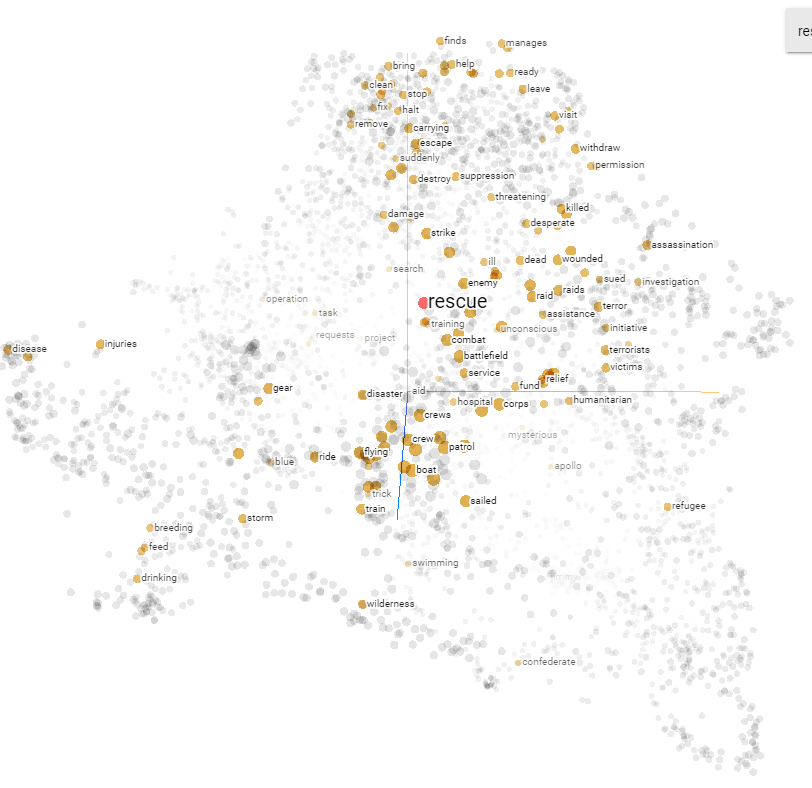 finds
manages
res
bring
help
ready
clean
leave
stop
fix
halt
visit
remove
carrying
escape
withdraw
suddenly
permission
destroy
suppression
threatening
damage
killed
desperate
strike
assassination
ill
dead
wounded
search
enemy
sued
investigation
raid
raids
operation
rescue
terror
task
assistance
training
unconscious
initiative
requests
project
combat
injuries
disease
battlefield
terrorists
victims
service
relief
gear
fund
disaster
aid
hospital
corps
humanitarian
crews
mysterious
crew
patrol
flying
ride
blue
boat
apollo
trick
sailed
train
refugee
storm
breeding
feed
swimming
drinking
wilderness
confederate